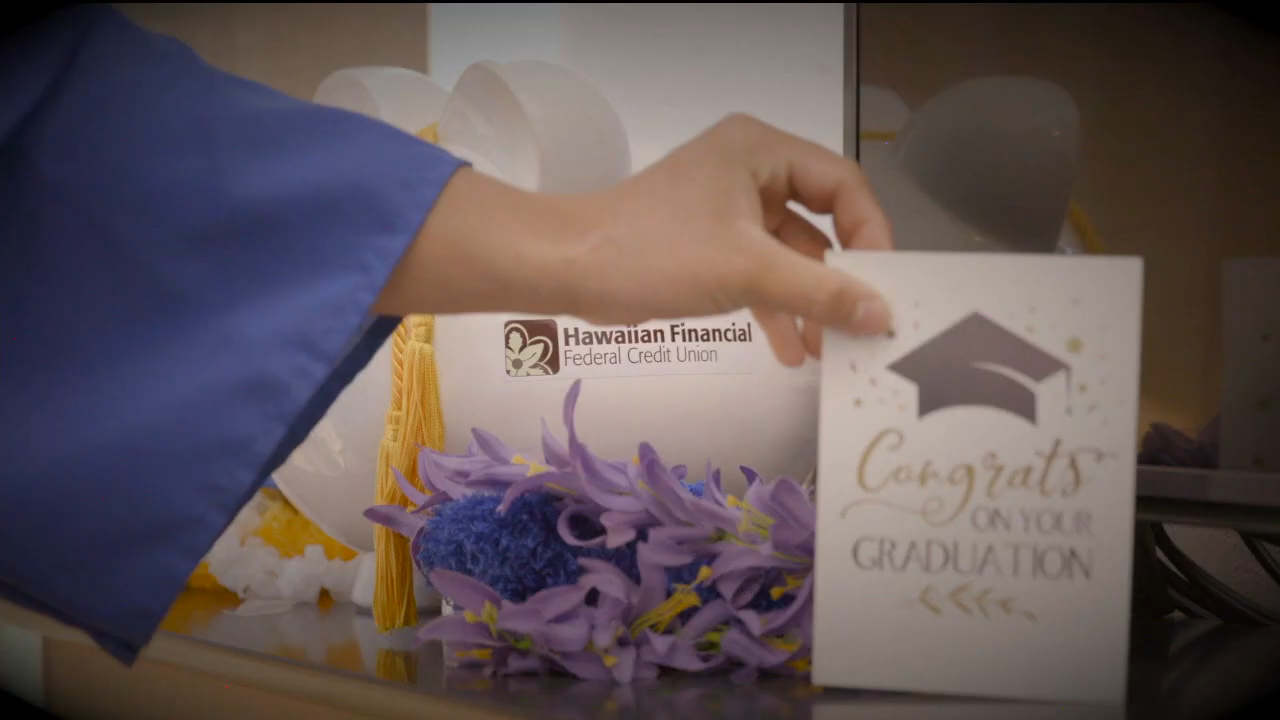 Hawaiian Financial
Federal Credit Union
Congrats
ON YOUR
GRADUATION